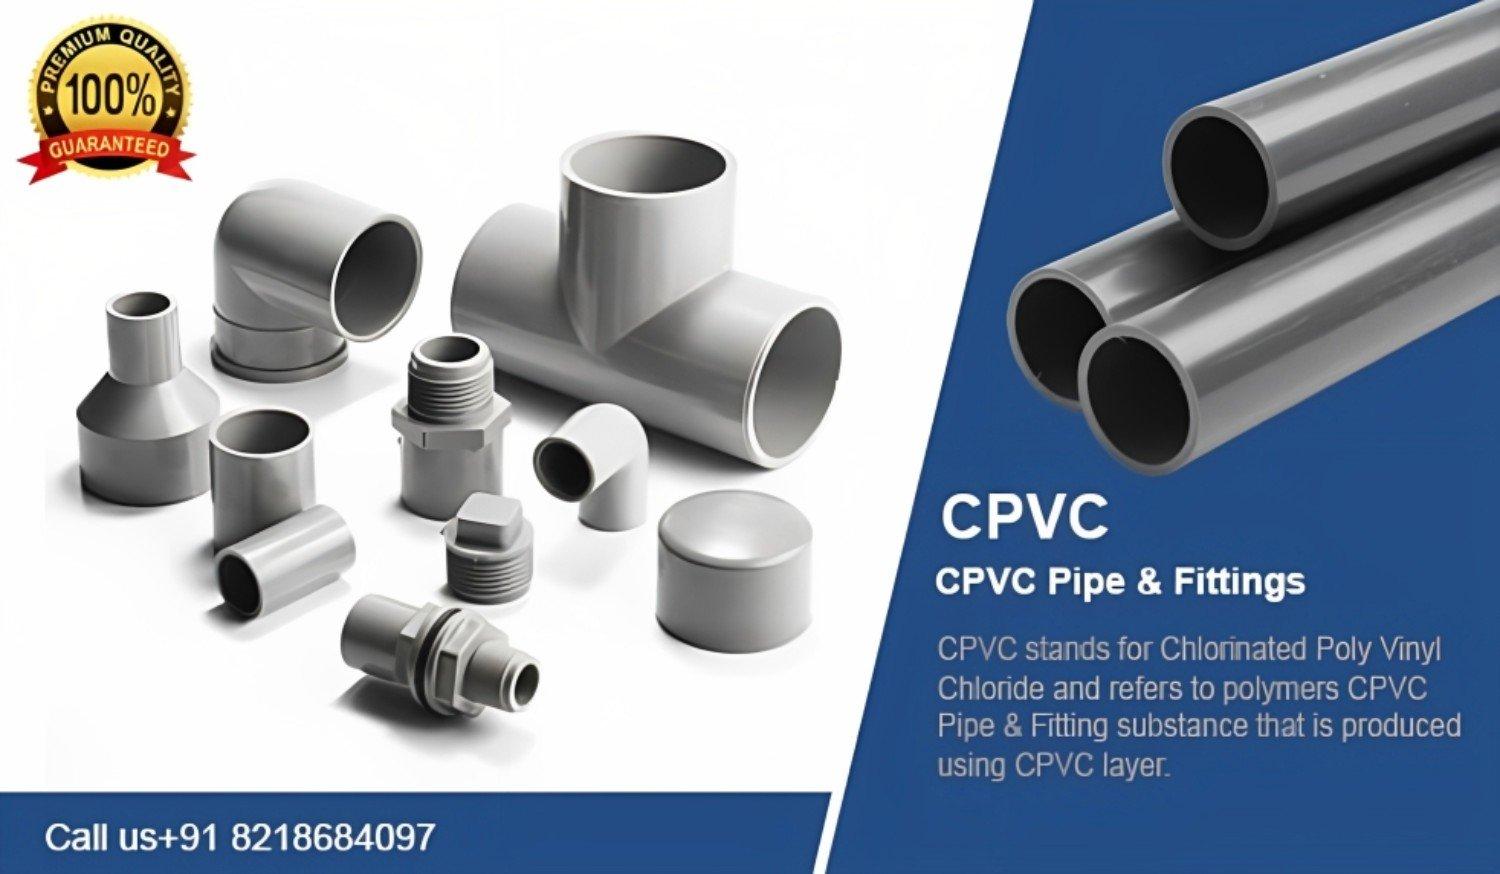 PREMIUM QUALITY
100%
GUARANTEED
CPVC
CPVC Pipe & Fittings
CPVC stands for Chlorinated Poly Vinyl
Chloride and refers to polymers CPVC
Pipe & Fitting substance that is produced
using CPVC layer.
Call us+91 8218684097